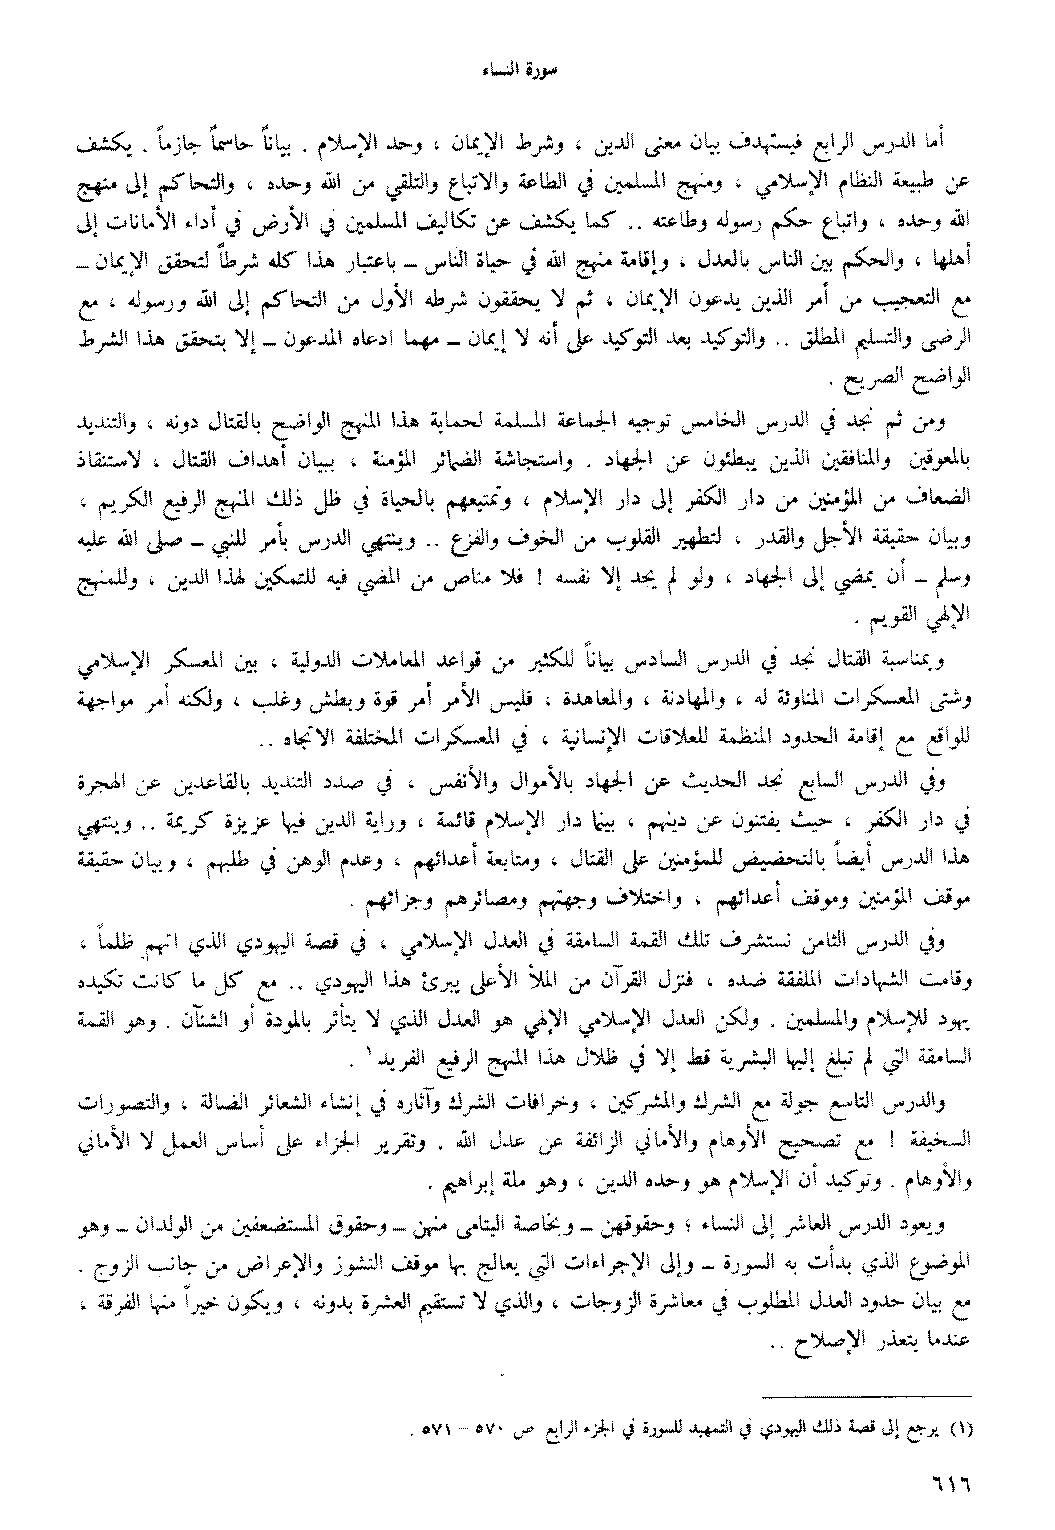 سورة النساء
أما الدرس الرابع فيستهدف بيان معنى الدين ، وشرط الإيمان ، وحد الإسلام . بياناً حاسماً جازماً . يكشف
عن طبيعة النظام الإسلامي ، ومنهج المسلمين في الطاعة والاتباع والتلقي من الله وحده ، والتحاكم إلى منهج
الله وحده ، واتباع حكم رسوله وطاعته .. كما يكشف عن تكاليف المسلمين في الأرض في أداء الأمانات إلى
أهلها ، والحكم بين الناس بالعدل ، وإقامة منهج الله في حياة الناس – باعتبار هذا كله شرطاً لتحقق الإيمان –
مع التعجيب من أمر الذين يدعون الإيمان ، ثم لا يحققون شرطه الأول من التحاكم إلى الله ورسوله ، مع
الرضى والتسليم المطلق .. والتوكيد بعد التوكيد على أنه لا إيمان – مهما ادعاه المدعون – إلا بتحقق هذا الشرط
الواضح الصريح .
ومن ثم نجد في الدرس الخامس توجيه الجماعة المسلمة لحماية هذا المنهج الواضح بالقتال دونه ، والتنديد
بالمعوقين والمنافقين الذين يبطئون عن الجهاد . واستجاشة الضمائر المؤمنة ، ببيان أهداف القتال ، لاستنقاذ
الضعاف من المؤمنين من دار الكفر إلى دار الإسلام ، وتمتيعهم بالحياة في ظل ذلك المنهج الرفيع الكريم ،
وبيان حقيقة الأجل والقدر ، لتطهير القلوب من الخوف والفزع .. وينتهي الدرس بأمر للنبي – صلى الله عليه
وسلم – أن يمضي إلى الجهاد ، ولو لم يجد إلا نفسه ! فلا مناص من المضي فيه للتمكين لهذا الدين ، وللمنهج
الإلهي القويم .
وبمناسبة القتال نجد في الدرس السادس بياناً للكثير من قواعد المعاملات الدولية ، بين المعسكر الإسلامي
وشتى المعسكرات المناوئة له ، والمهادنة ، والمعاهدة ، فليس الأمر أمر قوة وبطش وغلب ، ولكنه أمر مواجهة
للواقع مع إقامة الحدود المنظمة للعلاقات الإنسانية ، في المعسكرات المختلفة الاتجاه ..
وفي الدرس السابع نجد الحديث عن الجهاد بالأموال والأنفس ، في صدد التنديد بالقاعدين عن الهجرة
في دار الكفر ، حيث يفتنون عن دينهم ، بينما دار الإسلام قائمة ، وراية الدين فيها عزيزة كريمة .. وينتهي
هذا الدرس أيضاً بالتحضيض للمؤمنين على القتال ، ومتابعة أعدائهم ، وعدم الوهن في طلبهم ، وبيان حقيقة
موقف المؤمنين وموقف أعدائهم ، واختلاف وجهتهم ومصائرهم وجزائهم .
وفي الدرس الثامن نستشرف تلك القمة السامقة في العدل الإسلامي ، في قصة اليهودي الذي اتهم ظلماً ،
وقامت الشهادات الملفقة ضده ، فنزل القرآن من الملأ الأعلى يبرئ هذا اليهودي .. مع كل ما كانت تكيده
يهود للإسلام والمسلمين . ولكن العدل الإسلامي الإلهي هو العدل الذي لا يتأثر بالمودة أو الشنآن . وهو القمة
السامقة التي لم تبلغ إليها البشرية قط إلا في ظلال هذا المنهج الرفيع الفريد ١ .
والدرس التاسع جولة مع الشرك والمشركين ، وخرافات الشرك وآثاره في إنشاء الشعائر الضالة ، والتصورات
السخيفة ! مع تصحيح الأوهام والأماني الزائفة عن عدل الله . وتقرير الجزاء على أساس العمل لا الأماني
والأوهام . وتوكيد أن الإسلام هو وحده الدين ، وهو ملة إبراهيم .
ويعود الدرس العاشر إلى النساء ؛ وحقوقهن – وبخاصة اليتامى منهن – وحقوق المستضعفين من الولدان – وهو
الموضوع الذي بدأت به السورة – وإلى الإجراءات التي يعالج بها موقف النشوز والإعراض من جانب الزوج .
مع بيان حدود العدل المطلوب في معاشرة الزوجات ، والذي لا تستقيم العشرة بدونه ، ويكون خيراً منها الفرقة ،
عندما يتعذر الإصلاح ..
(١) يرجع إلى قصة ذلك اليهودي في التمهيد للسورة في الجزء الرابع ص ٥٧٠ – ٥٧١ .
٦١٦